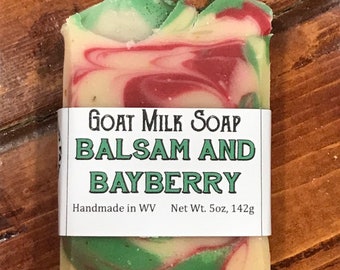 Goat Milk Soap
Balsam and
Bayberry
Handmade in WV Net Wt. 5oz, 142g